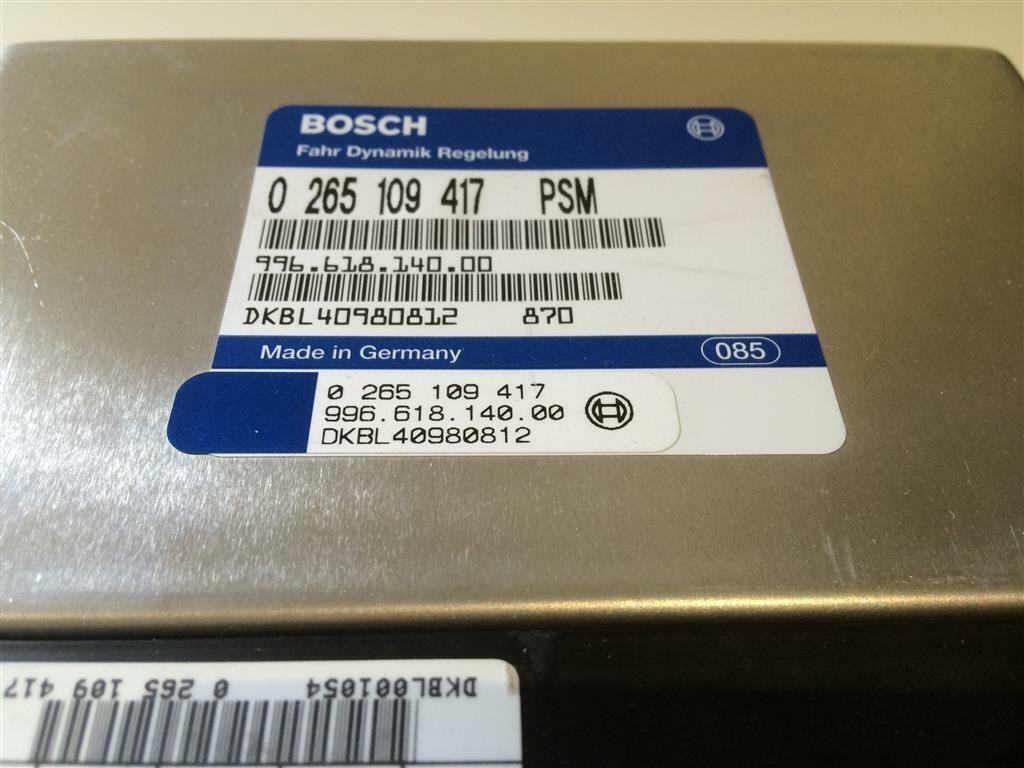 BOSCH
Fahr Dynamik Regelung
0 265 109 417 PSM
996.618.140.00
DKBL40980812 870
Made in Germany 085
0 265 109 417
996.618.140.00
DKBL40980812
DKBL001054 0 265 109 417